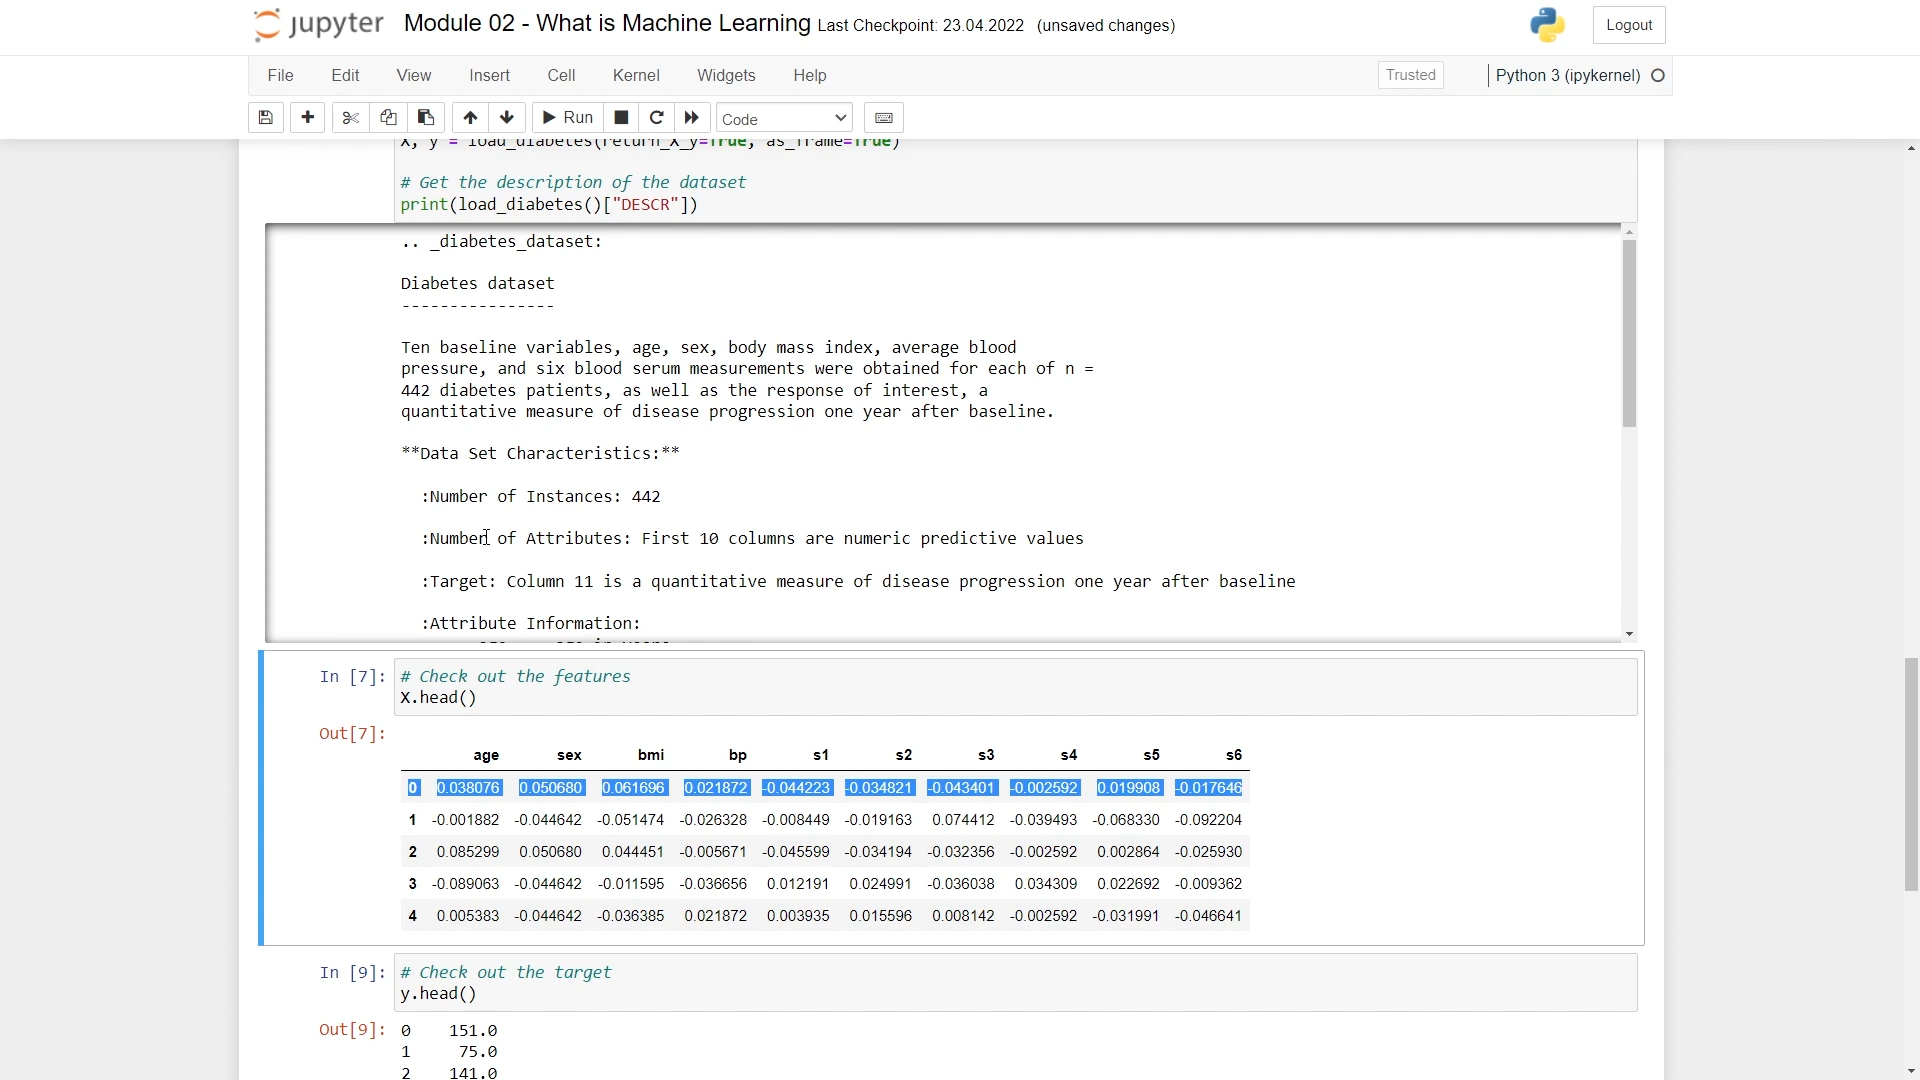 jupyter Module 02 - What is Machine Learning Last Checkpoint: 23.04.2022 (unsaved changes) Logout
File Edit View Insert Cell Kernel Widgets Help Trusted Python 3 (ipykernel)
Run Code
X, y = load_diabetes(return_X_y=True, as_frame=True)
# Get the description of the dataset
print(load_diabetes()["DESCR"])
.. _diabetes_dataset:
Diabetes dataset
----------------
Ten baseline variables, age, sex, body mass index, average blood
pressure, and six blood serum measurements were obtained for each of n =
442 diabetes patients, as well as the response of interest, a
quantitative measure of disease progression one year after baseline.
**Data Set Characteristics:**
:Number of Instances: 442
:Number of Attributes: First 10 columns are numeric predictive values
:Target: Column 11 is a quantitative measure of disease progression one year after baseline
:Attribute Information:
In [7]: # Check out the features
X.head()
Out[7]:
age sex bmi bp s1 s2 s3 s4 s5 s6
0 0.038076 0.050680 0.061696 0.021872 -0.044223 -0.034821 -0.043401 -0.002592 0.019908 -0.017646
1 -0.001882 -0.044642 -0.051474 -0.026328 -0.008449 -0.019163 0.074412 -0.039493 -0.068330 -0.092204
2 0.085299 0.050680 0.044451 -0.005671 -0.045599 -0.034194 -0.032356 -0.002592 0.002864 -0.025930
3 -0.089063 -0.044642 -0.011595 -0.036656 0.012191 0.024991 -0.036038 0.034309 0.022692 -0.009362
4 0.005383 -0.044642 -0.036385 0.021872 0.003935 0.015596 0.008142 -0.002592 -0.031991 -0.046641
In [9]: # Check out the target
y.head()
Out[9]: 0 151.0
1 75.0
2 141.0